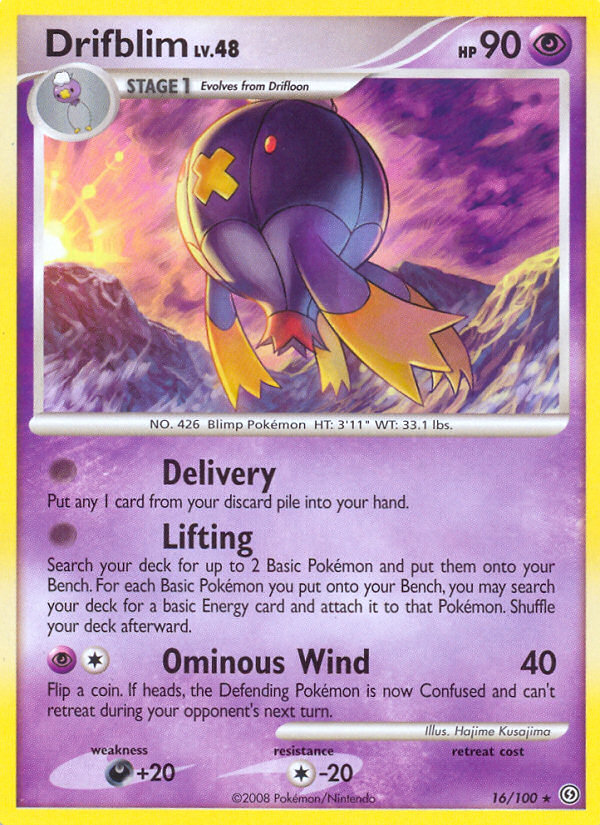 Drifblim LV.48 HP 90
STAGE 1 Evolves from Drifloon
NO. 426 Blimp Pokémon HT: 3'11" WT: 33.1 lbs.
Delivery
Put any 1 card from your discard pile into your hand.
Lifting
Search your deck for up to 2 Basic Pokémon and put them onto your
Bench. For each Basic Pokémon you put onto your Bench, you may search
your deck for a basic Energy card and attach it to that Pokémon. Shuffle
your deck afterward.
Ominous Wind 40
Flip a coin. If heads, the Defending Pokémon is now Confused and can't
retreat during your opponent's next turn.
Illus. Hajime Kusajima
weakness resistance retreat cost
+20 -20
©2008 Pokémon/Nintendo 16/100 ★